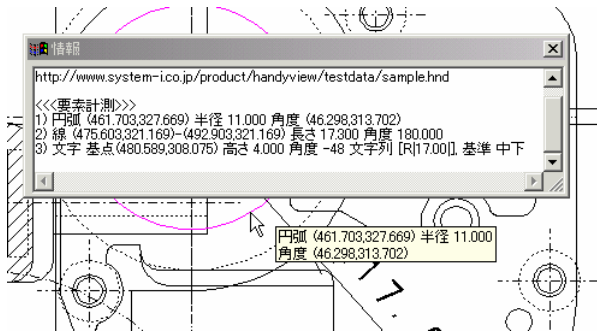 情報
http://www.system-i.co.jp/product/handyview/testdata/sample.hnd
<<<要素計測>>>
1) 円弧 (461.703,327.669) 半径 11.000 角度 (46.298,313.702)
2) 線 (475.603,321.169)-(492.903,321.169) 長さ 17.300 角度 180.000
3) 文字 基点(480.589,308.075) 高さ 4.000 角度 -48 文字列 [R|17.00|], 基準 中下
円弧 (461.703,327.669) 半径 11.000
角度 (46.298,313.702)
17.